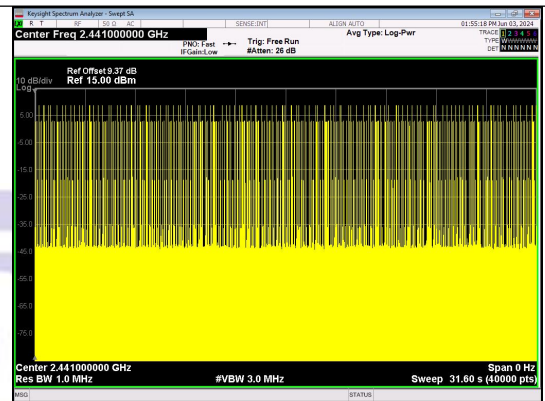 Keysight Spectrum Analyzer - Swept SA
LXI R T RF 50 Ω AC SENSE:INT ALIGN AUTO 01:55:18 PM Jun 03, 2024
Center Freq 2.441000000 GHz
PNO: Fast
IFGain:Low
Trig: Free Run
#Atten: 26 dB
Avg Type: Log-Pwr
TRACE 1 2 3 4 5 6
TYPE W
DET N N N N N N
Ref Offset 9.37 dB
10 dB/div Ref 15.00 dBm
Log
5.00
-5.00
-15.0
-25.0
-35.0
-45.0
-55.0
-65.0
-75.0
Center 2.441000000 GHz Span 0 Hz
Res BW 1.0 MHz #VBW 3.0 MHz Sweep 31.60 s (40000 pts)
MSG STATUS